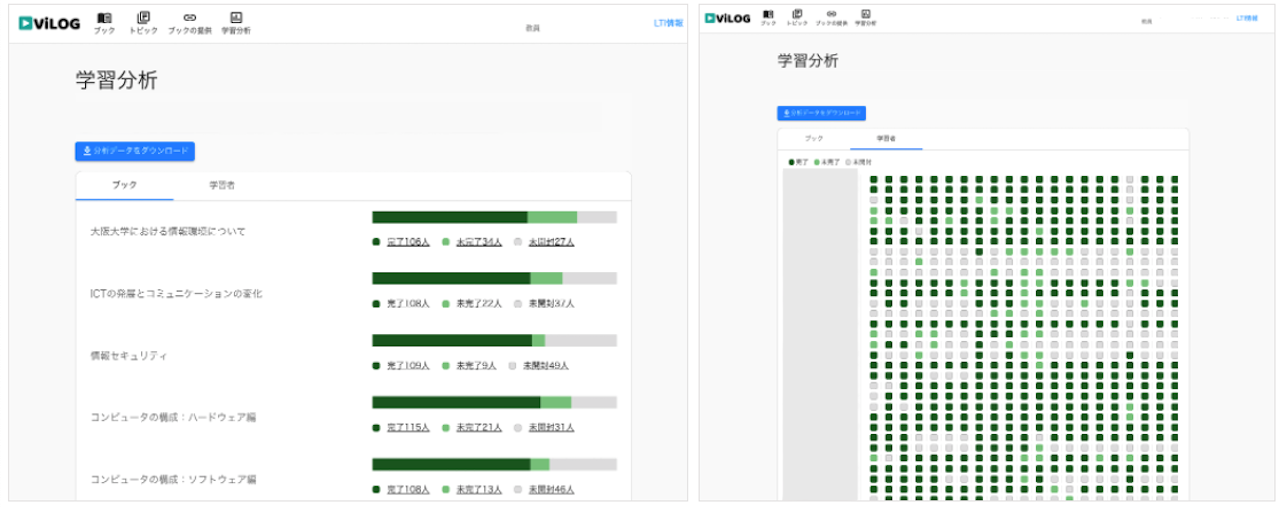 ViLOG
ブック トピック ブックの提供 学習分析 教員 LTI情報
学習分析
分析データをダウンロード
ブック 学習者
大阪大学における情報環境について
完了106人 未完了34人 未開封27人
ICTの発展とコミュニケーションの変化
完了108人 未完了22人 未開封37人
情報セキュリティ
完了109人 未完了9人 未開封49人
コンピュータの構成：ハードウェア編
完了115人 未完了21人 未開封31人
コンピュータの構成：ソフトウェア編
完了108人 未完了13人 未開封46人
ViLOG
ブック トピック ブックの提供 学習分析 教員 LTI情報
学習分析
分析データをダウンロード
ブック 学習者
完了 未完了 未開封